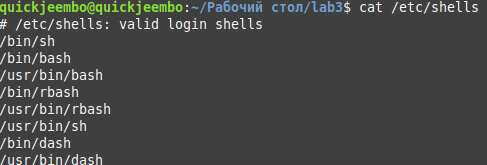 quickjeembo@quickjeembo:~/Рабочий стол/lab3$ cat /etc/shells
# /etc/shells: valid login shells
/bin/sh
/bin/bash
/usr/bin/bash
/bin/rbash
/usr/bin/rbash
/usr/bin/sh
/bin/dash
/usr/bin/dash